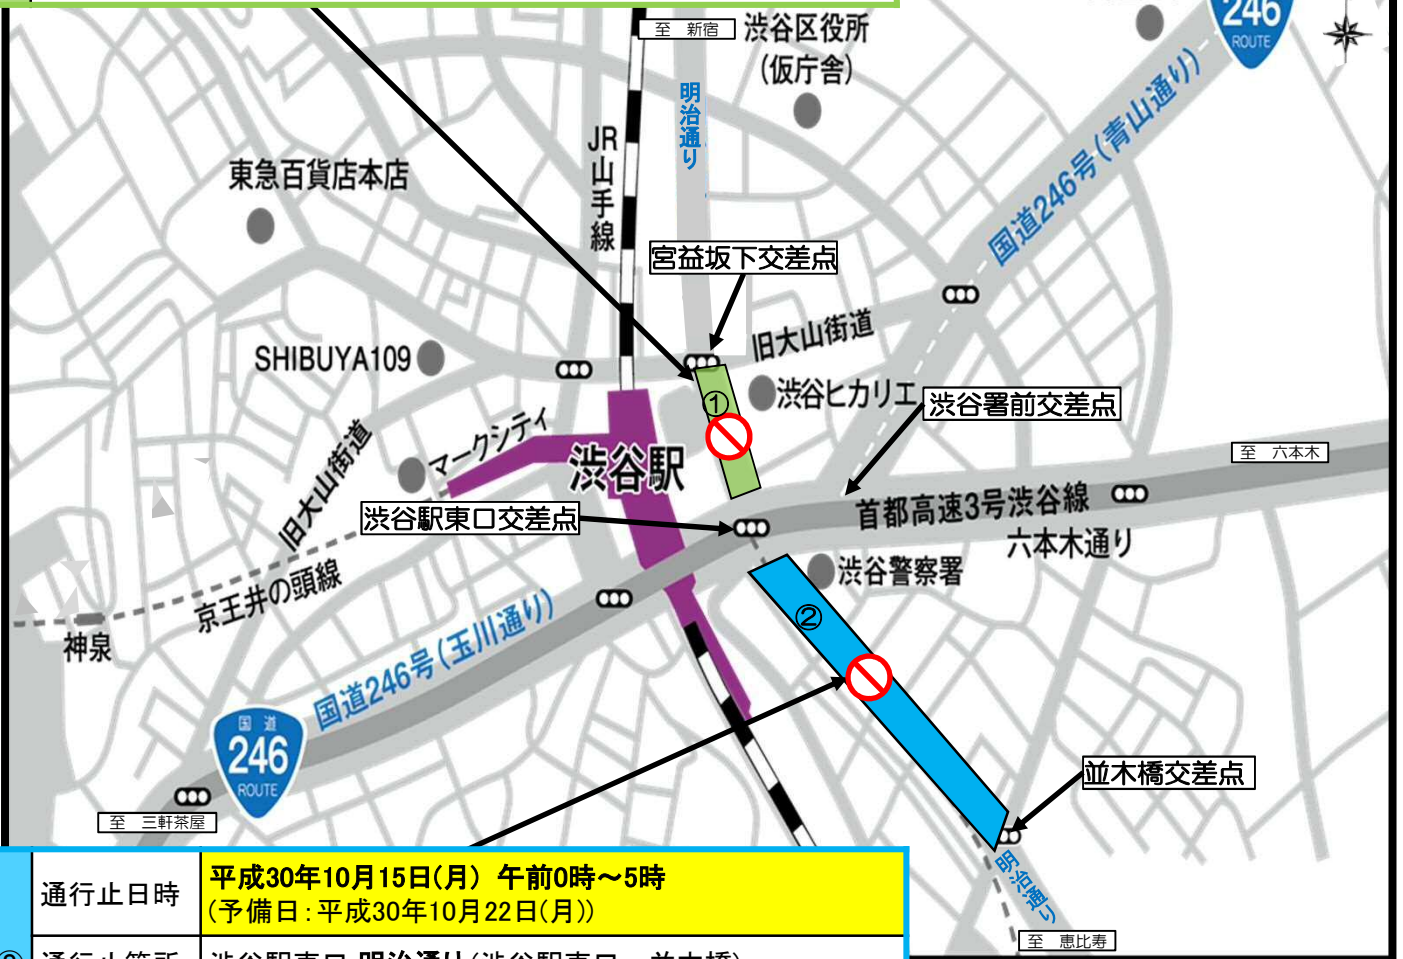 至 新宿
渋谷区役所
(仮庁舎)
246
ROUTE
明治通り
JR山手線
国道246号(青山通り)
東急百貨店本店
宮益坂下交差点
旧大山街道
SHIBUYA109
渋谷ヒカリエ
①
渋谷署前交差点
マークシティ
渋谷駅
至 六本木
旧大山街道
渋谷駅東口交差点
首都高速3号渋谷線
六本木通り
渋谷警察署
京王井の頭線
神泉
②
国道246号(玉川通り)
国道
246
ROUTE
並木橋交差点
至 三軒茶屋
明治通り
至 恵比寿
通行止日時
平成30年10月15日(月) 午前0時～5時
(予備日:平成30年10月22日(月))